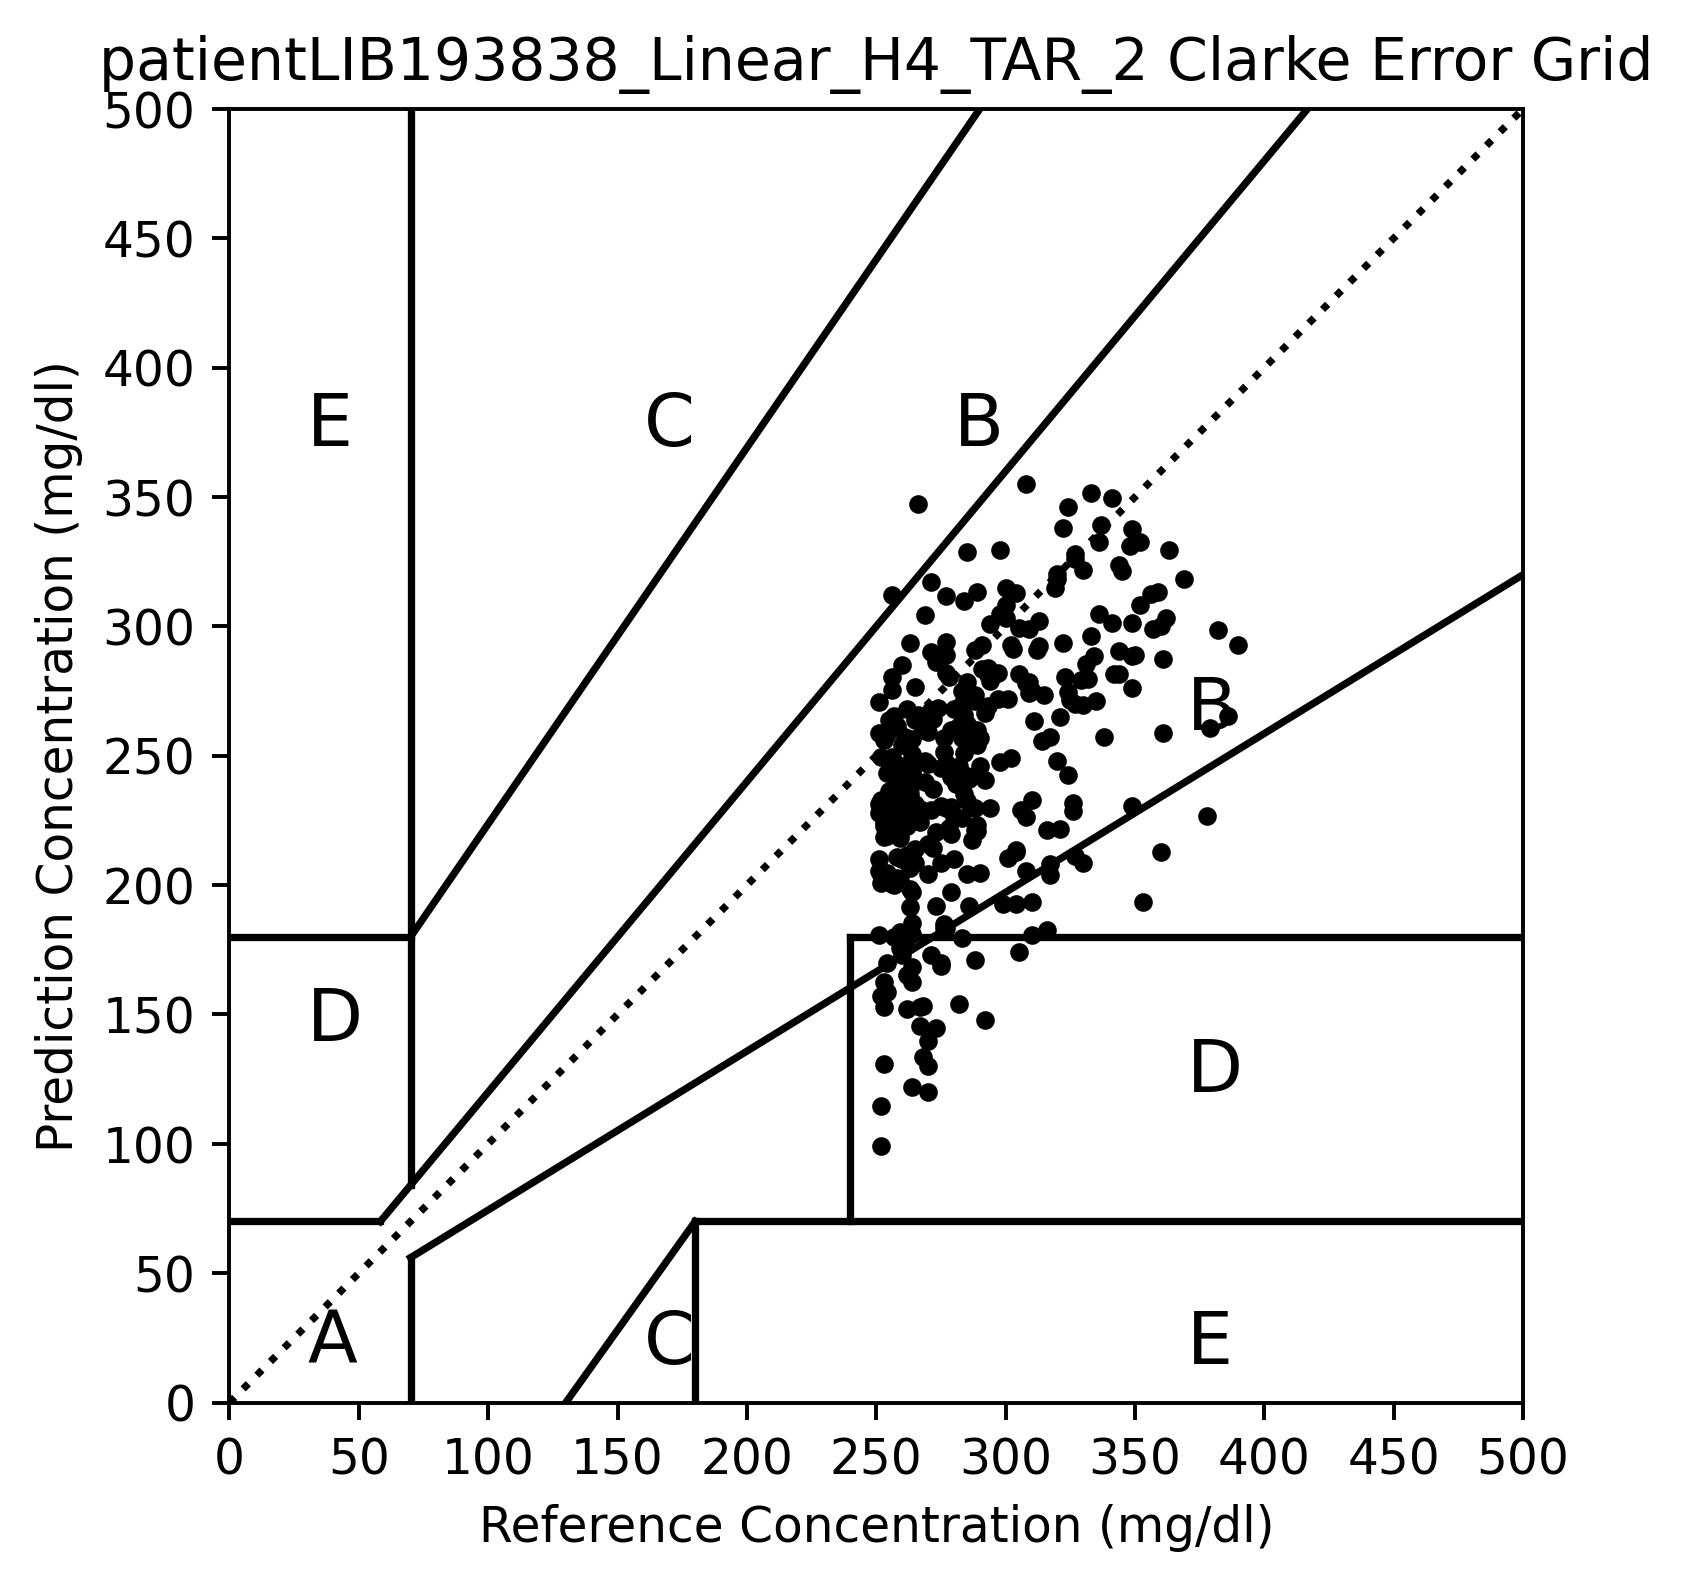 patientLIB193838_Linear_H4_TAR_2 Clarke Error Grid
500
450
400
350
300
250
200
150
100
50
0
Prediction Concentration (mg/dl)
E
C
B
B
D
D
A
C
E
0 50 100 150 200 250 300 350 400 450 500
Reference Concentration (mg/dl)